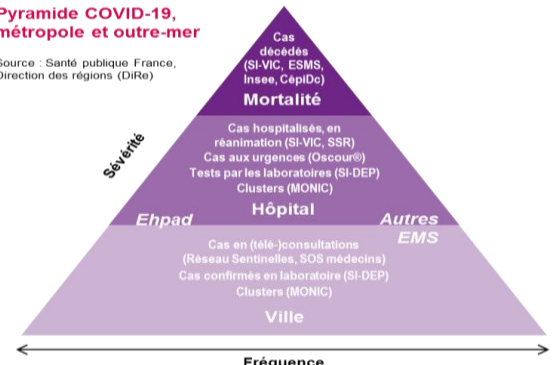 Pyramide COVID-19,
métropole et outre-mer
Source : Santé publique France,
Direction des régions (DiRe)
Cas
décédés
(SI-VIC, ESMS,
Insee, CépiDc)
Mortalité
Sévérité
Cas hospitalisés, en
réanimation (SI-VIC, SSR)
Cas aux urgences (Oscour®)
Tests par les laboratoires (SI-DEP)
Clusters (MONIC)
Hôpital
Ehpad
Autres
EMS
Cas en (télé-)consultations
(Réseau Sentinelles, SOS médecins)
Cas confirmés en laboratoire (SI-DEP)
Clusters (MONIC)
Ville
Fréquence